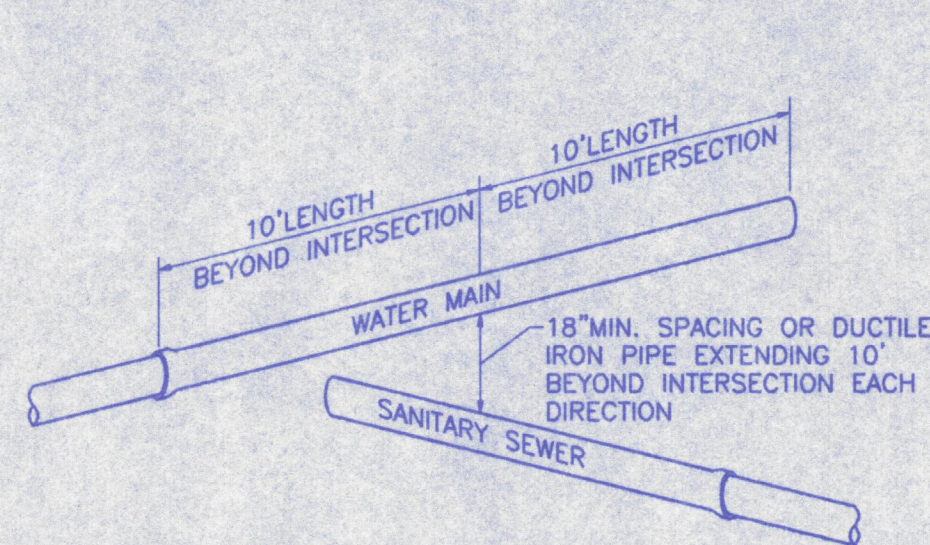 10'LENGTH
BEYOND INTERSECTION
10'LENGTH
BEYOND INTERSECTION
WATER MAIN
18"MIN. SPACING OR DUCTILE
IRON PIPE EXTENDING 10'
BEYOND INTERSECTION EACH
DIRECTION
SANITARY SEWER